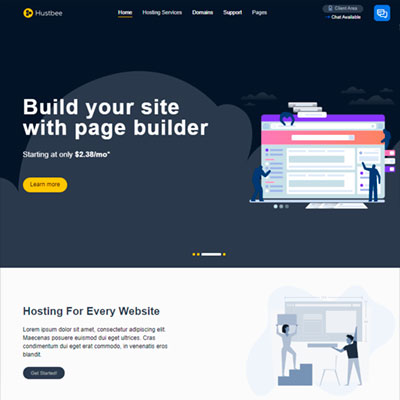 Hustbee
Home Hosting Services Domains Support Pages
Client Area
Chat Available
Build your site
with page builder
Starting at only $2.38/mo*
Learn more
Hosting For Every Website
Lorem ipsum dolor sit amet, consectetur adipiscing elit.
Maecenas posuere euismod dui eget ultrices. Cras
condimentum dui eget erat commodo, in venenatis eros
blandit.
Get Started!